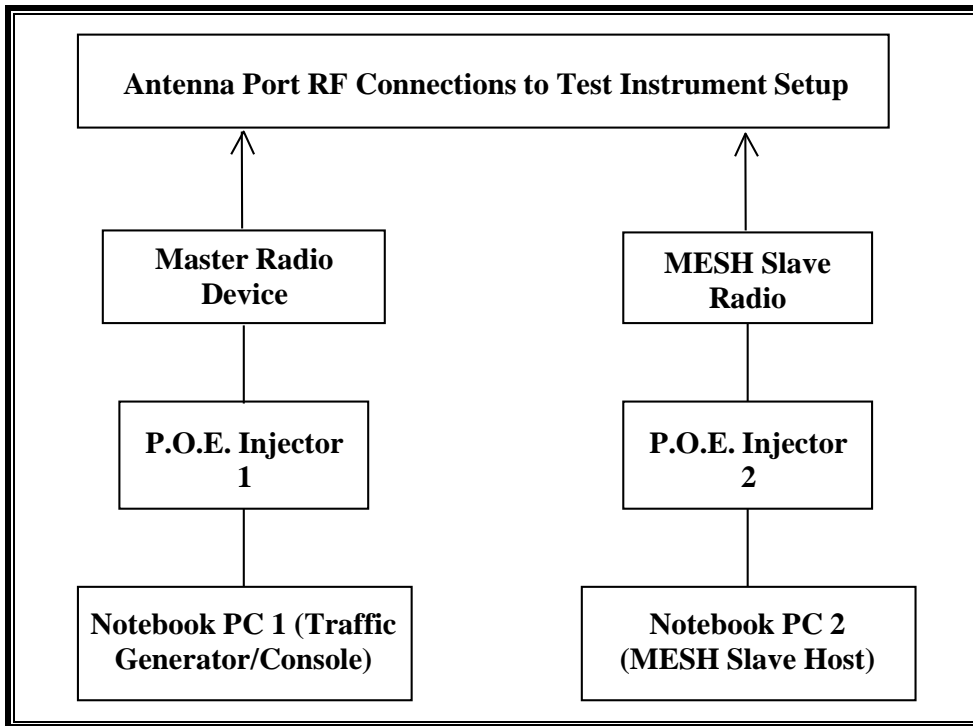 Antenna Port RF Connections to Test Instrument Setup
Master Radio
Device
MESH Slave
Radio
P.O.E. Injector
1
P.O.E. Injector
2
Notebook PC 1 (Traffic
Generator/Console)
Notebook PC 2
(MESH Slave Host)